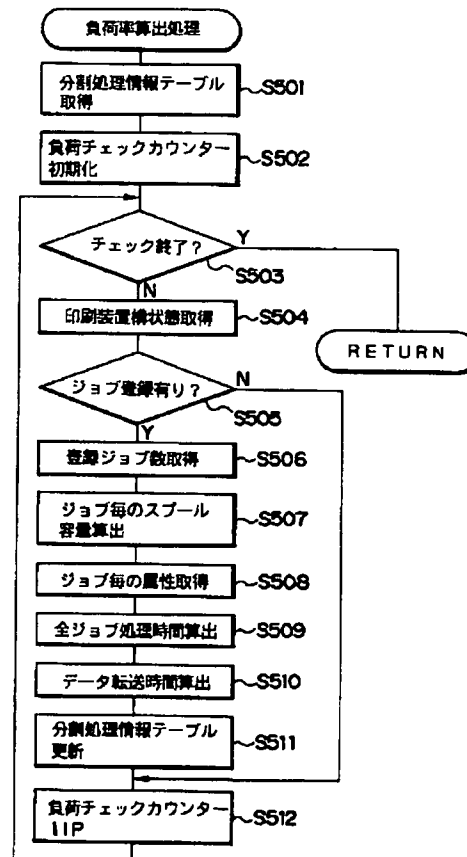 負荷率算出処理
分割処理情報テーブル
取得
S501
負荷チェックカウンター
初期化
S502
チェック終了?
Y
S503
N
印刷装置構状態取得
S504
RETURN
ジョブ登録有り?
N
S505
Y
登録ジョブ数取得
S506
ジョブ毎のスプール
容量算出
S507
ジョブ毎の属性取得
S508
全ジョブ処理時間算出
S509
データ転送時間算出
S510
分割処理情報テーブル
更新
S511
負荷チェックカウンター
1IP
S512